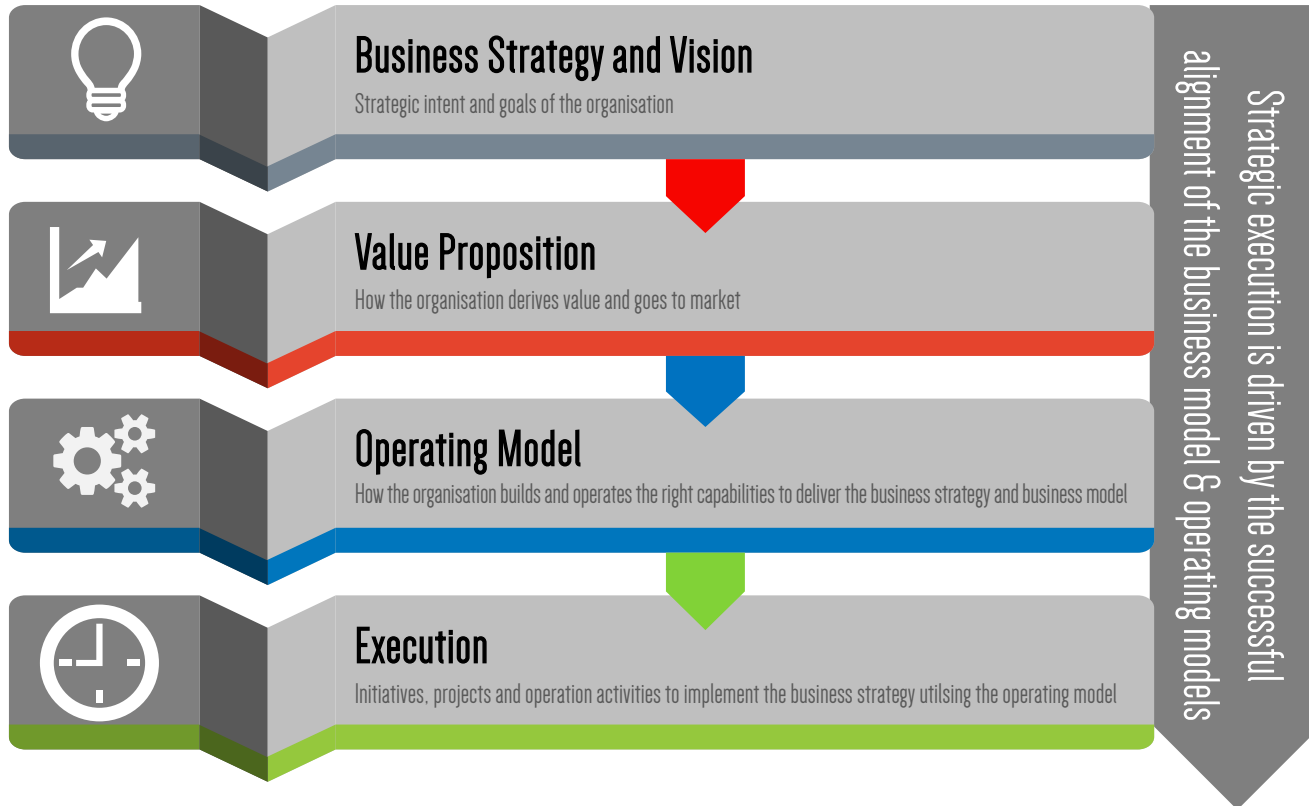 Business Strategy and Vision
Strategic intent and goals of the organisation
Value Proposition
How the organisation derives value and goes to market
Operating Model
How the organisation builds and operates the right capabilities to deliver the business strategy and business model
Execution
Initiatives, projects and operation activities to implement the business strategy utilsing the operating model
Strategic execution is driven by the successful
alignment of the business model & operating models